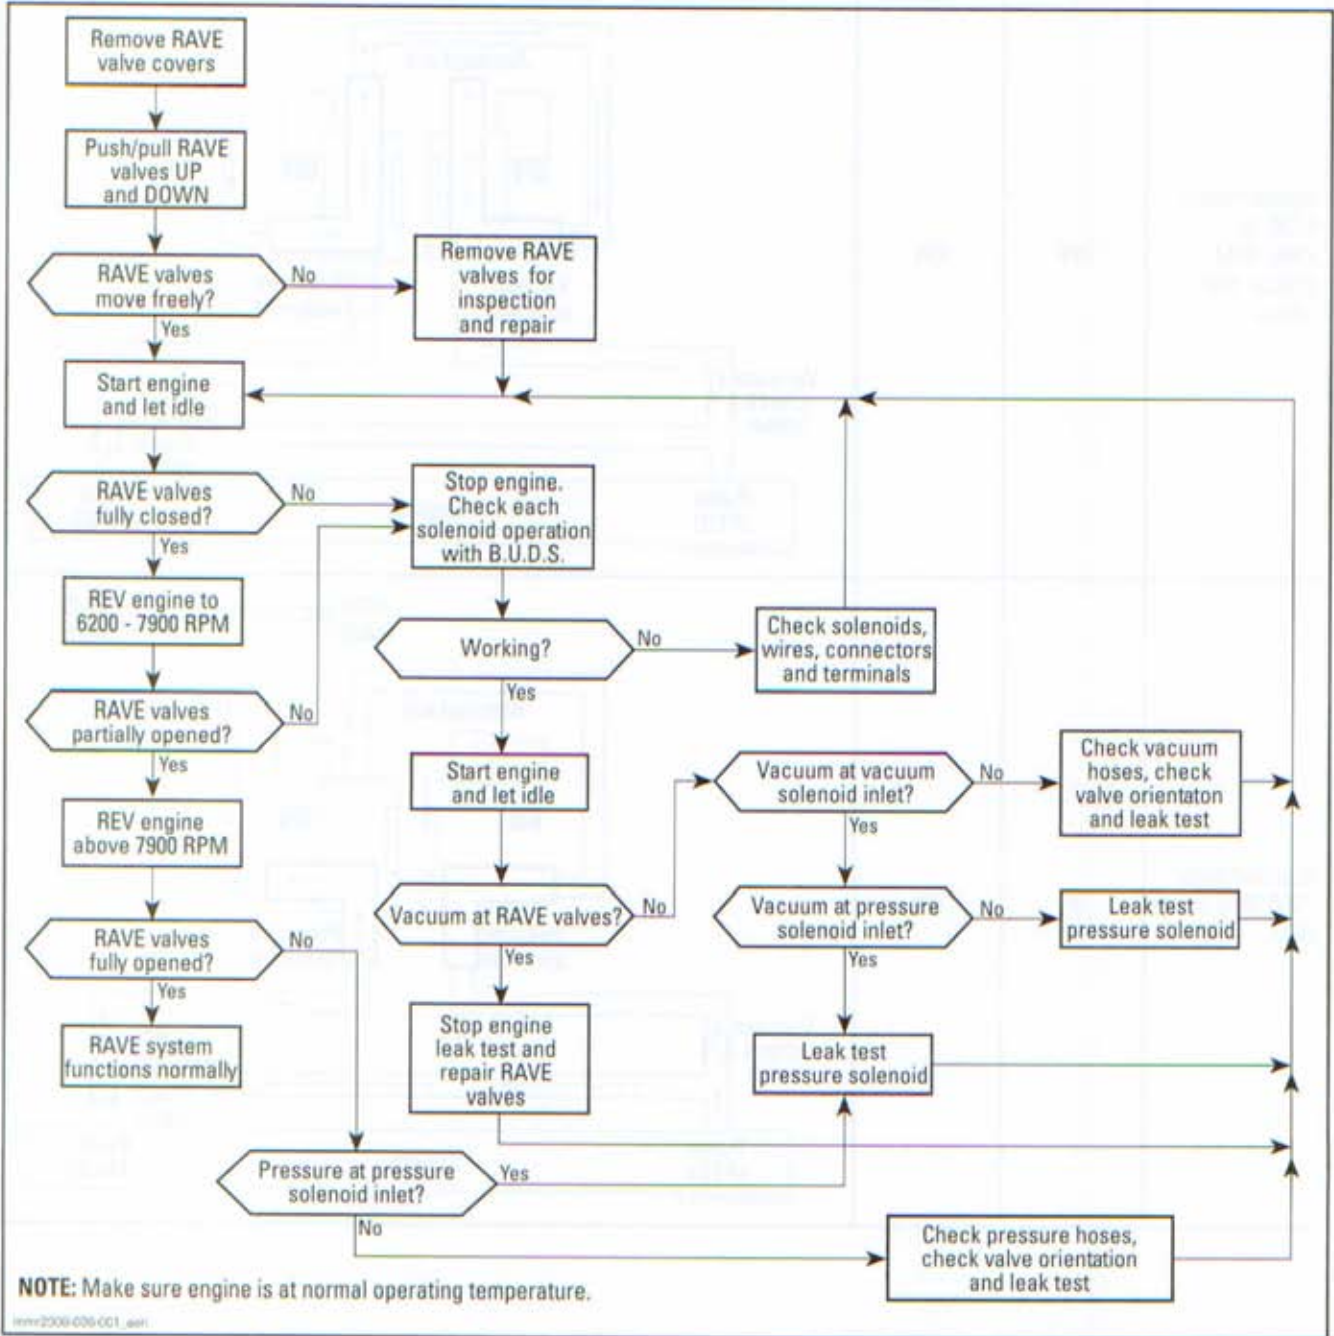 Remove RAVE
valve covers
Push/pull RAVE
valves UP
and DOWN
RAVE valves
move freely?
No
Yes
Remove RAVE
valves for
inspection
and repair
Start engine
and let idle
RAVE valves
fully closed?
No
Yes
Stop engine.
Check each
solenoid operation
with B.U.D.S.
REV engine to
6200 - 7900 RPM
Working?
No
Yes
Check solenoids,
wires, connectors
and terminals
RAVE valves
partially opened?
No
Yes
Start engine
and let idle
Vacuum at vacuum
solenoid inlet?
No
Yes
Check vacuum
hoses, check
valve orientaton
and leak test
REV engine
above 7900 RPM
Vacuum at RAVE valves?
No
Yes
Vacuum at pressure
solenoid inlet?
No
Yes
Leak test
pressure solenoid
RAVE valves
fully opened?
No
Yes
RAVE system
functions normally
Stop engine
leak test and
repair RAVE
valves
Leak test
pressure solenoid
Pressure at pressure
solenoid inlet?
Yes
No
Check pressure hoses,
check valve orientation
and leak test
NOTE: Make sure engine is at normal operating temperature.